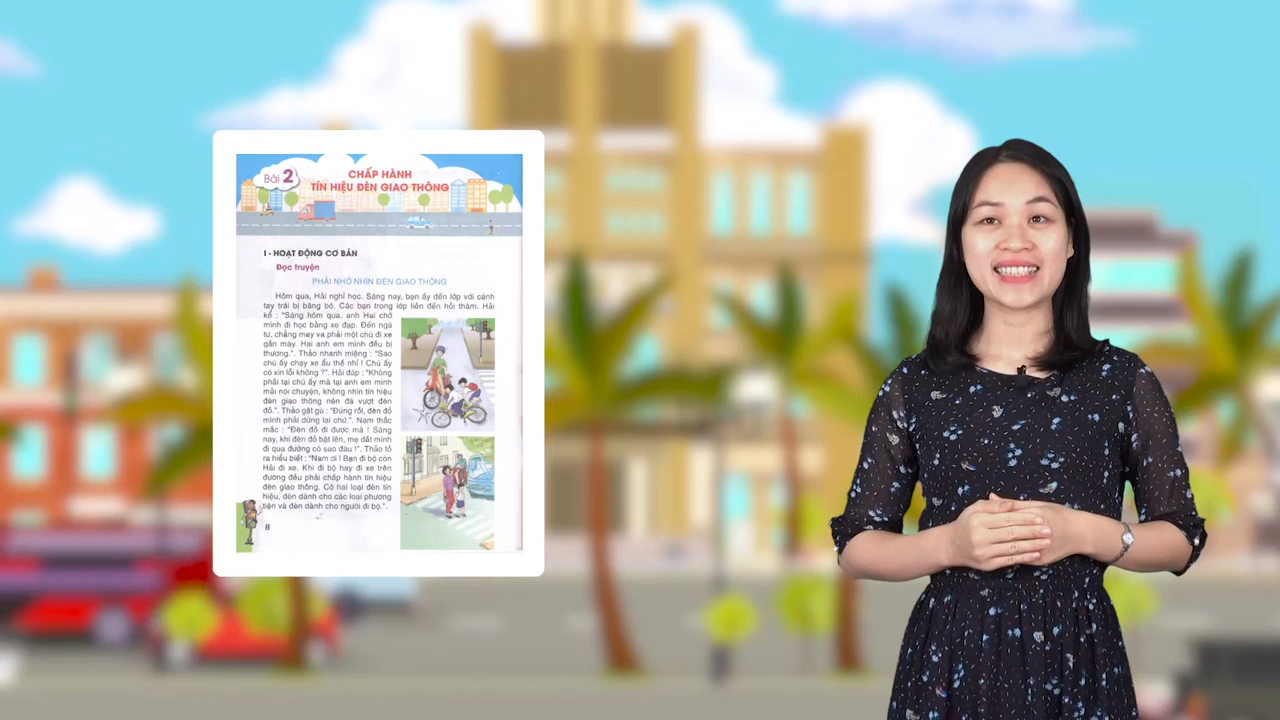 Bài 2
CHẤP HÀNH
TÍN HIỆU ĐÈN GIAO THÔNG
I - HOẠT ĐỘNG CƠ BẢN
Đọc truyện
PHẢI NHỚ NHÌN ĐÈN GIAO THÔNG
Hôm qua, Hải nghỉ học. Sáng nay, bạn ấy đến lớp với cánh
tay trái bị băng bó. Các bạn trong lớp liền đến hỏi thăm. Hải
kể : “Sáng hôm qua, anh Hai chở
mình đi học bằng xe đạp. Đến ngã
tư, chẳng may va phải một chú đi xe
gắn máy. Hai anh em mình đều bị
thương.”. Thảo nhanh miệng : “Sao
chú ấy chạy xe ẩu thế nhỉ ! Chú ấy
có xin lỗi không ?”. Hải đáp : “Không
phải tại chú ấy mà tại anh em mình
mải nói chuyện, không nhìn tín hiệu
đèn giao thông nên đã vượt đèn
đỏ.”. Thảo gật gù : “Đúng rồi, đèn đỏ
mình phải dừng lại chứ.”. Nam thắc
mắc : “Đèn đỏ đi được mà ! Sáng
nay, khi đèn đỏ bật lên, mẹ dắt mình
đi qua đường có sao đâu !”. Thảo tỏ
ra hiểu biết : “Nam ơi ! Bạn đi bộ còn
Hải đi xe. Khi đi bộ hay đi xe trên
đường đều phải chấp hành tín hiệu
đèn giao thông. Có hai loại đèn tín
hiệu, đèn dành cho các loại phương
tiện và đèn dành cho người đi bộ.”.
8